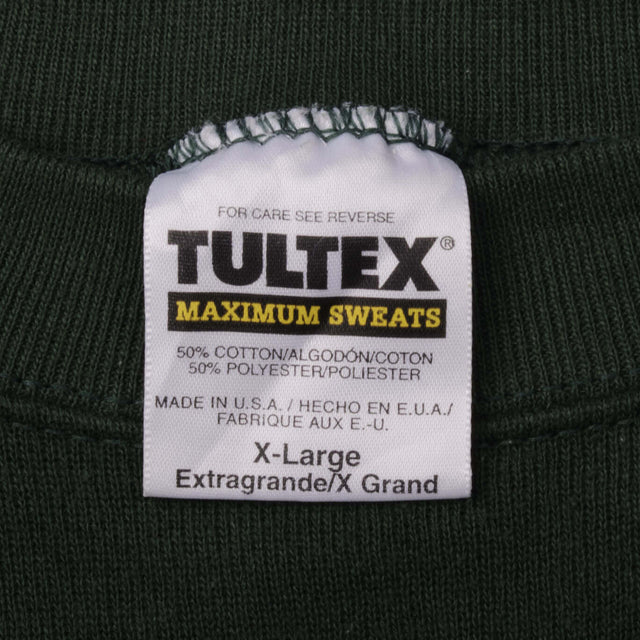 FOR CARE SEE REVERSE
TULTEX®
MAXIMUM SWEATS
50% COTTON/ALGODÓN/COTON
50% POLYESTER/POLIESTER
MADE IN U.S.A. / HECHO EN E.U.A./
FABRIQUE AUX E.-U.
X-Large
Extragrande/X Grand